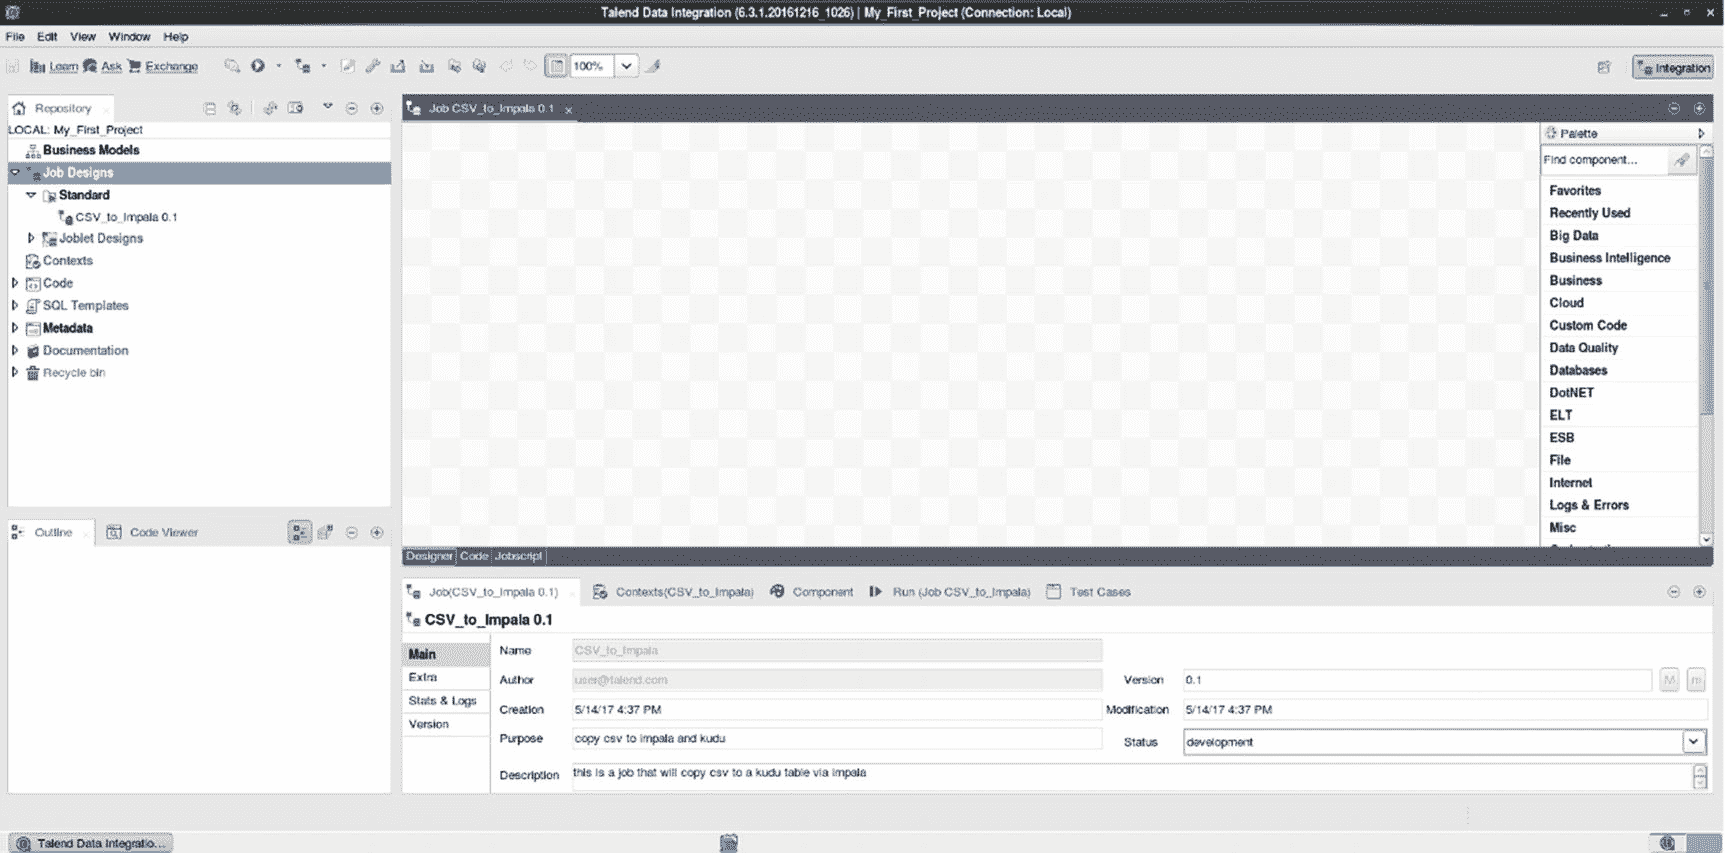 Talend Data Integration (6.3.1.20161216_1026) | My_First_Project (Connection: Local)
File Edit View Window Help
Learn Ask Exchange 100% Integration
Repository
LOCAL: My_First_Project
Business Models
Job Designs
Standard
CSV_to_Impala 0.1
Joblet Designs
Contexts
Code
SQL Templates
Metadata
Documentation
Recycle bin
Outline Code Viewer
Job CSV_to_Impala 0.1
Palette
Find component...
Favorites
Recently Used
Big Data
Business Intelligence
Business
Cloud
Custom Code
Data Quality
Databases
DotNET
ELT
ESB
File
Internet
Logs & Errors
Misc
Designer Code Jobscript
Job(CSV_to_Impala 0.1) Contexts(CSV_to_Impala) Component Run (Job CSV_to_Impala) Test Cases
CSV_to_Impala 0.1
Main
Extra
Stats & Logs
Version
Name CSV_to_Impala
Author user@talend.com Version 0.1 M m
Creation 5/14/17 4:37 PM Modification 5/14/17 4:37 PM
Purpose copy csv to impala and kudu Status development
Description this is a job that will copy csv to a kudu table via impala
Talend Data Integratio...